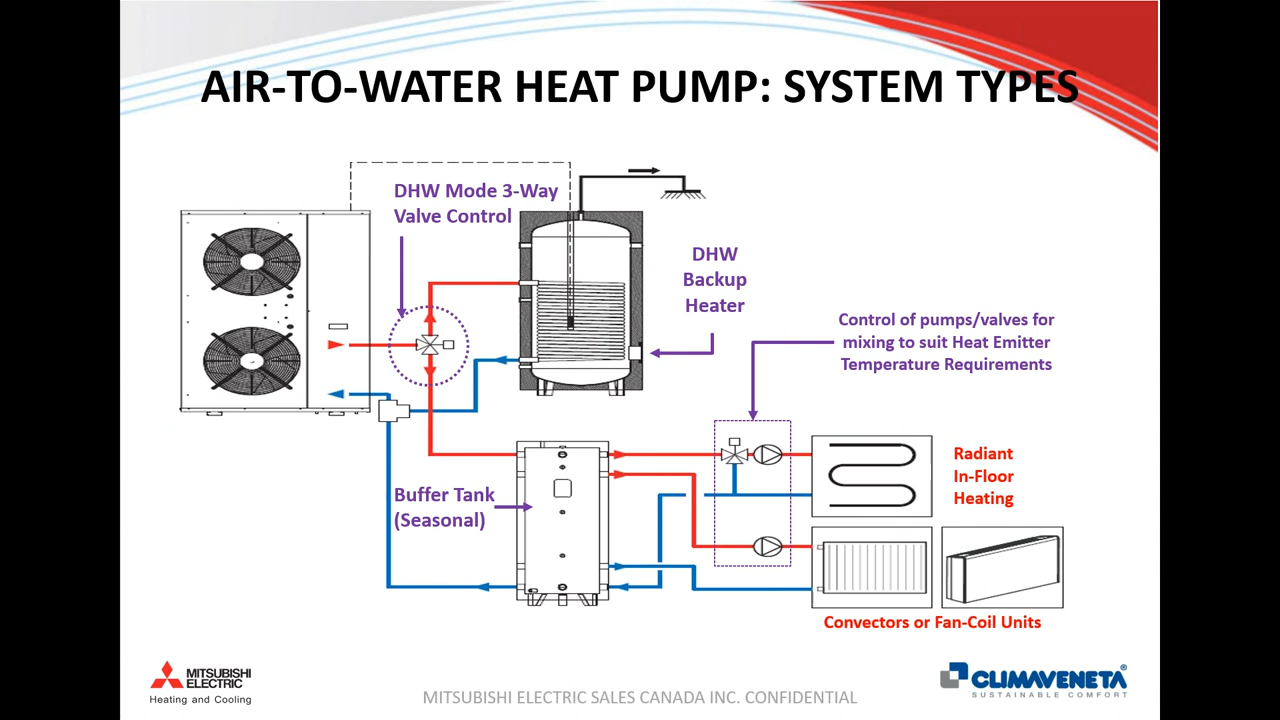 AIR-TO-WATER HEAT PUMP: SYSTEM TYPES
DHW Mode 3-Way
Valve Control
DHW
Backup
Heater
Control of pumps/valves for
mixing to suit Heat Emitter
Temperature Requirements
Radiant
In-Floor
Heating
Buffer Tank
(Seasonal)
Convectors or Fan-Coil Units
MITSUBISHI
ELECTRIC
Heating and Cooling
MITSUBISHI ELECTRIC SALES CANADA INC. CONFIDENTIAL
CLIMAVENETA®
SUSTAINABLE COMFORT